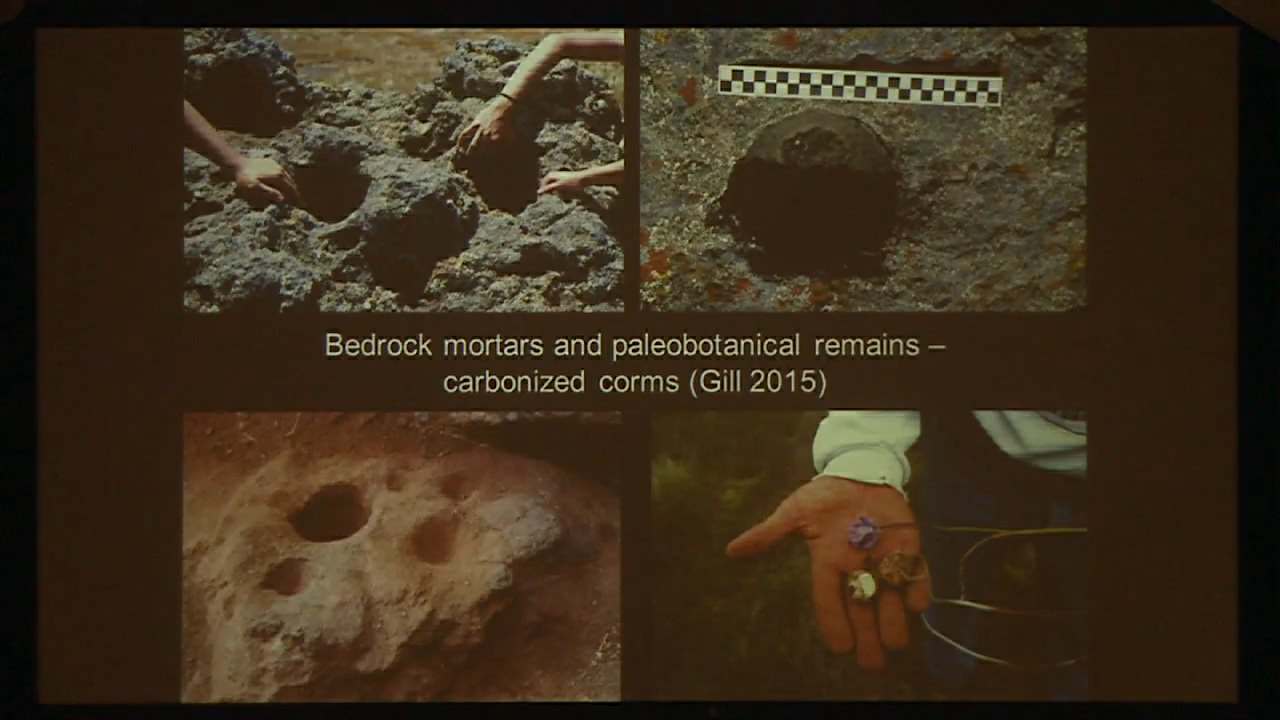 Bedrock mortars and paleobotanical remains –
carbonized corms (Gill 2015)